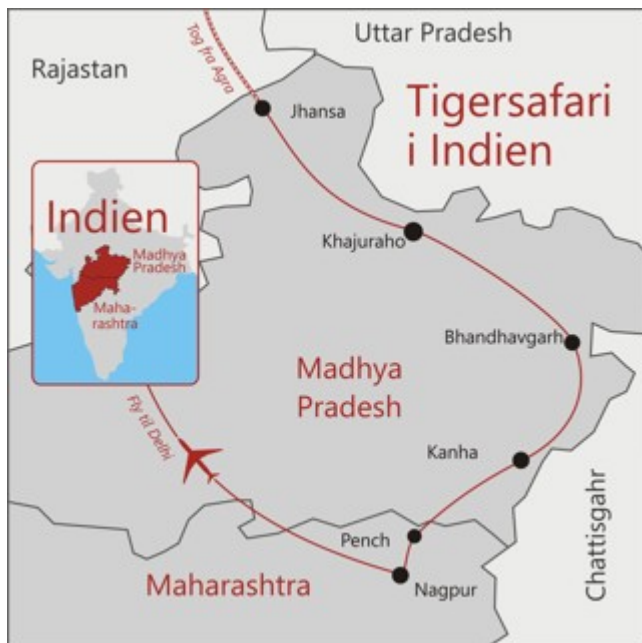 Uttar Pradesh
Rajastan
Tog fra Agra
Tigersafari
i Indien
Jhansa
Indien
Madhya
Pradesh
Maha-
rashtra
Khajuraho
Bhandhavgarh
Madhya
Pradesh
Fly til Delhi
Kanha
Chattisgahr
Pench
Maharashtra
Nagpur